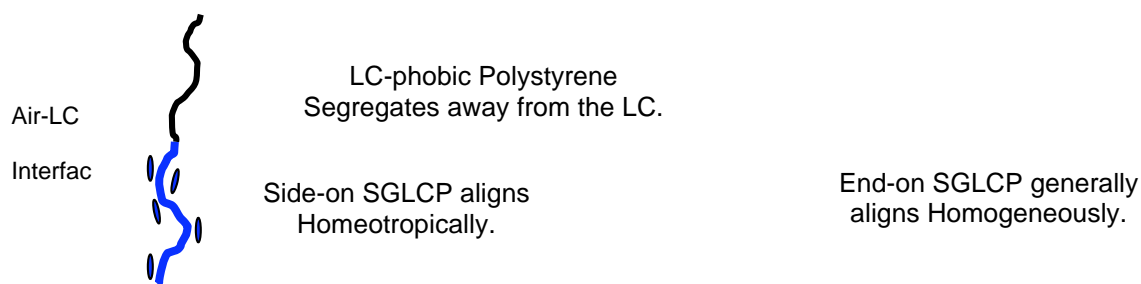 LC-phobic Polystyrene
Segregates away from the LC.
Air-LC
Interfac
Side-on SGLCP aligns
Homeotropically.
End-on SGLCP generally
aligns Homogeneously.